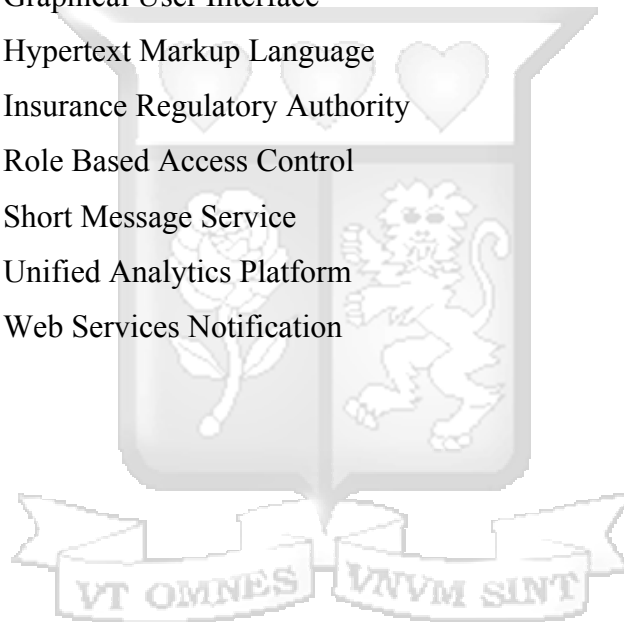 Graphical User Interface
Hypertext Markup Language
Insurance Regulatory Authority
Role Based Access Control
Short Message Service
Unified Analytics Platform
Web Services Notification
VT OMNES VNVM SINT